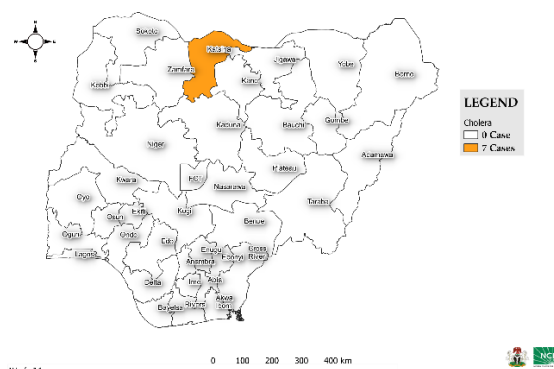 N
W E
S
Sokoto
Katsina
Zamfara
Jigawa
Yobe
Borno
Kebbi
Kano
LEGEND
Cholera
0 Case
7 Cases
Kaduna
Bauchi
Gombe
Adamawa
Niger
Plateau
FCT
Kwara
Nasarawa
Taraba
Oyo
Kogi
Ekiti
Osun
Benue
Ogun
Ondo
Edo
Lagos
Enugu
Ebonyi
Cross
River
Anambra
Delta
Imo
Abia
Bayelsa
Rivers
Akwa
Ibom
0 100 200 300 400 km